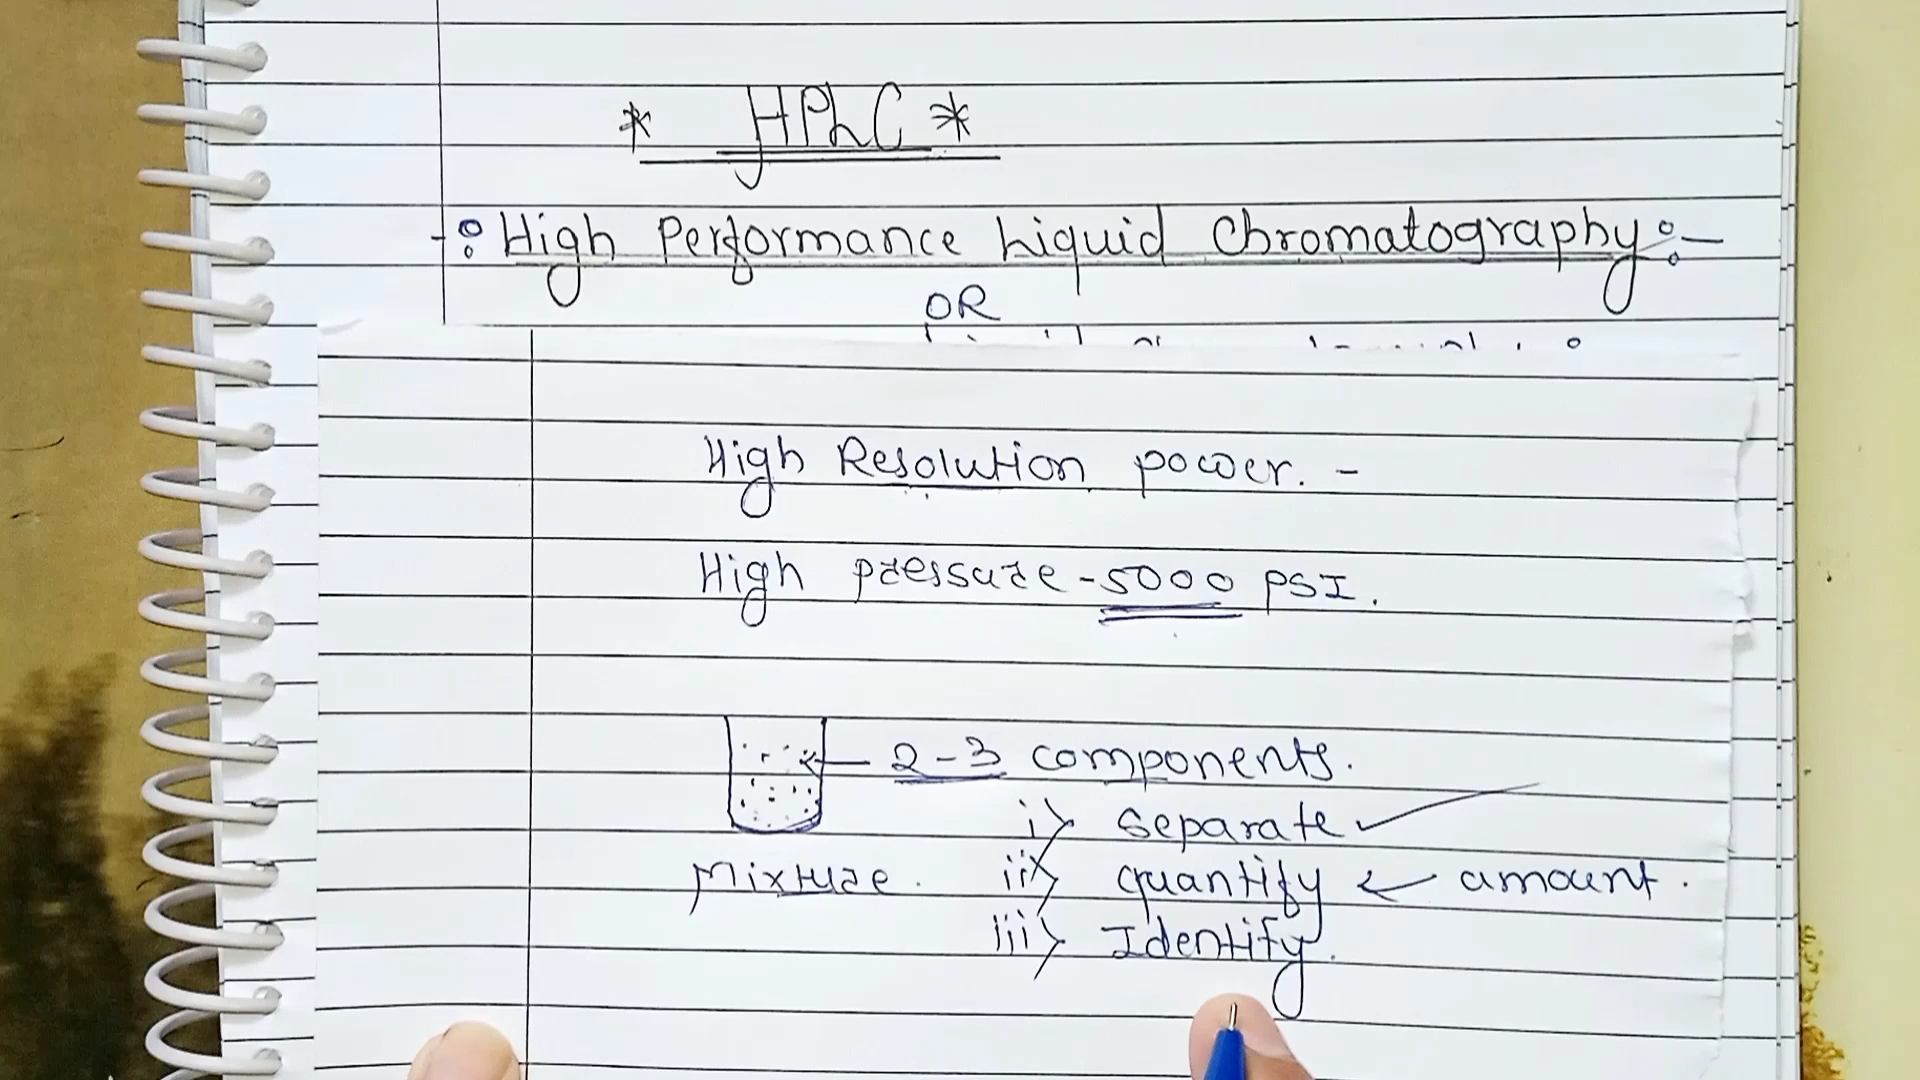 * HPLC *
-: High Performance Liquid Chromatography :-
OR
High Resolution power. -
High pressure - 5000 PSI.
2-3 components.
i> separate ✓
Mixture. ii> quantify ← amount.
iii> Identify.